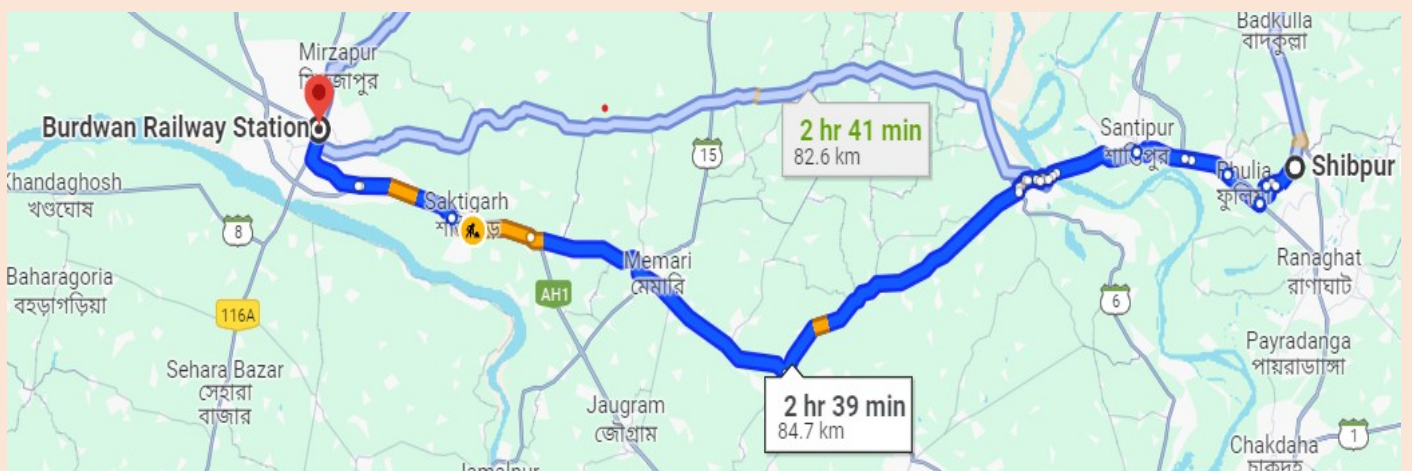 Badkulla
বাদকুল্লা
Mirzapur
Burdwan Railway Station
2 hr 41 min
82.6 km
15
Santipur
Shibpur
Phulia
ফুলিয়া
Khandaghosh
খণ্ডঘোষ
Saktigarh
8
Memari
মেমারি
Ranaghat
রাণাঘাট
Baharagoria
বহড়াগড়িয়া
AH1
6
116A
Sehara Bazar
সেহারা
বাজার
2 hr 39 min
84.7 km
Payradanga
পায়রাডাঙ্গা
Jaugram
জৌগ্রাম
1
Chakdaha